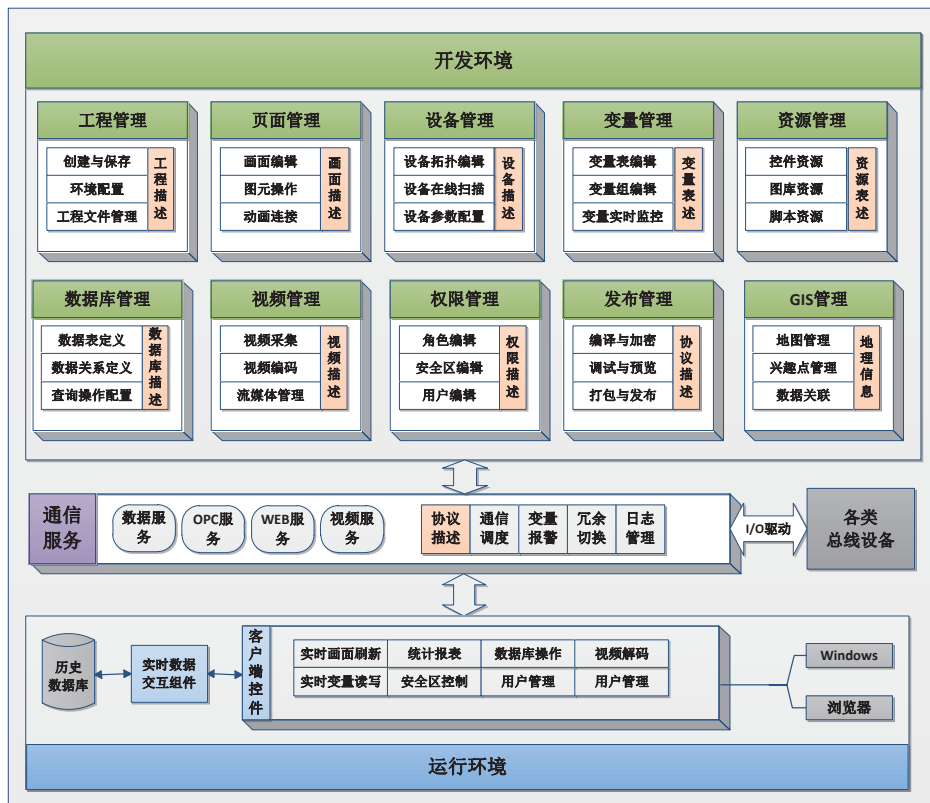 开发环境
工程管理
创建与保存
环境配置
工程文件管理
工程描述
页面管理
画面编辑
图元操作
动画连接
画面描述
设备管理
设备拓扑编辑
设备在线扫描
设备参数配置
设备描述
变量管理
变量表编辑
变量组编辑
变量实时监控
变量表述
资源管理
控件资源
图库资源
脚本资源
资源表述
数据库管理
数据表定义
数据关系定义
查询操作配置
数据库描述
视频管理
视频采集
视频编码
流媒体管理
视频描述
权限管理
角色编辑
安全区编辑
用户编辑
权限描述
发布管理
编译与加密
调试与预览
打包与发布
协议描述
GIS管理
地图管理
兴趣点管理
数据关联
地理信息
通信
服务
数据服
务
OPC服
务
WEB服
务
视频服
务
协议
描述
通信
调度
变量
报警
冗余
切换
日志
管理
I/O驱动
各类
总线设备
历史
数据库
实时数据
交互组件
客户端控件
实时画面刷新
统计报表
数据库操作
视频解码
实时变量读写
安全区控制
用户管理
用户管理
Windows
浏览器
运行环境